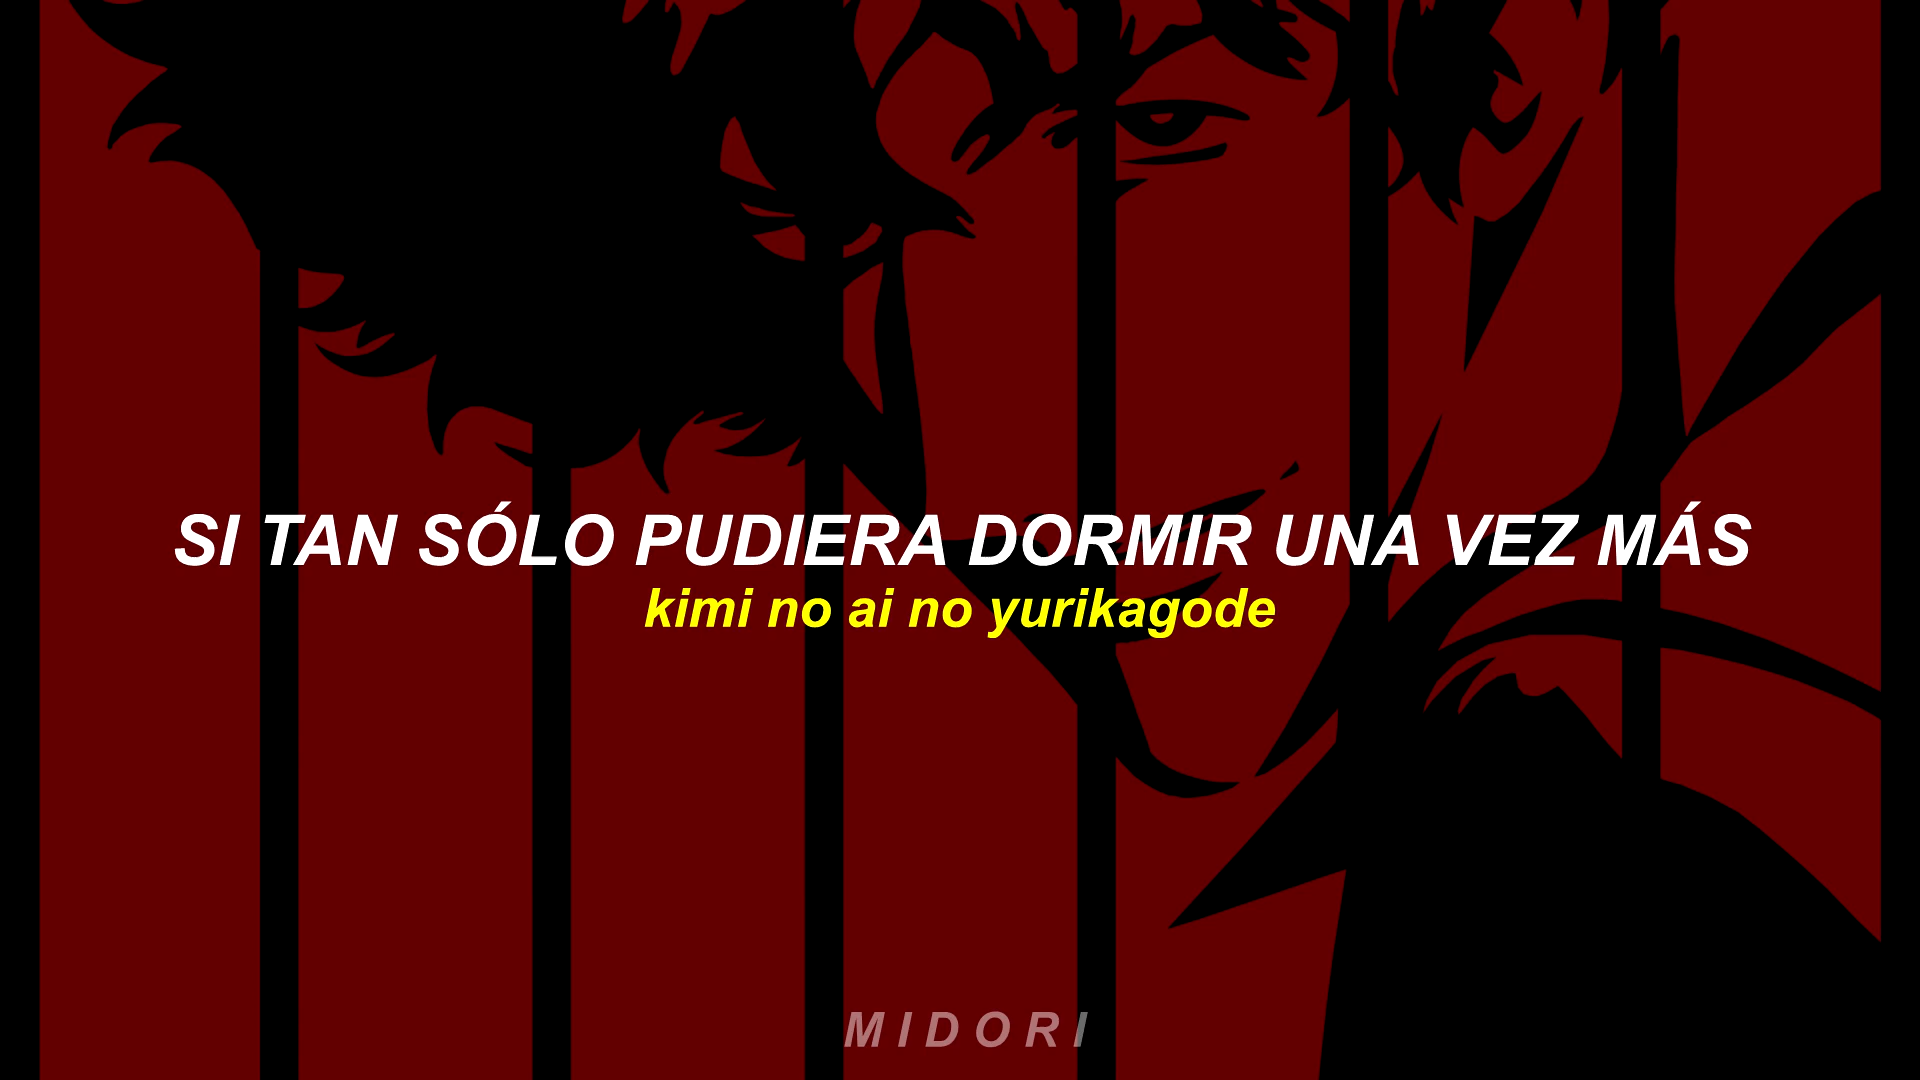 SI TAN SÓLO PUDIERA DORMIR UNA VEZ MÁS
kimi no ai no yurikagode
MIDORI